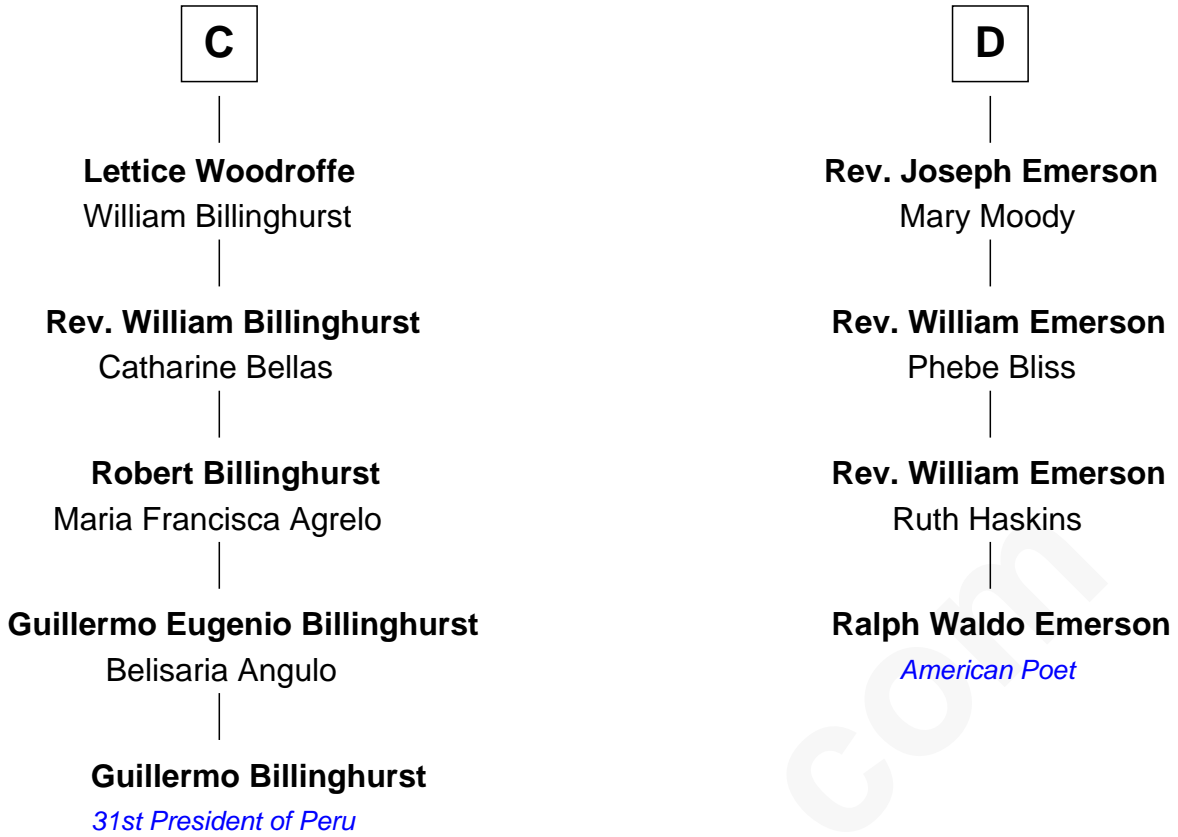 C
Lettice Woodroffe
William Billinghurst
Rev. William Billinghurst
Catharine Bellas
Robert Billinghurst
Maria Francisca Agrelo
Guillermo Eugenio Billinghurst
Belisaria Angulo
Guillermo Billinghurst
31st President of Peru
D
Rev. Joseph Emerson
Mary Moody
Rev. William Emerson
Phebe Bliss
Rev. William Emerson
Ruth Haskins
Ralph Waldo Emerson
American Poet
com